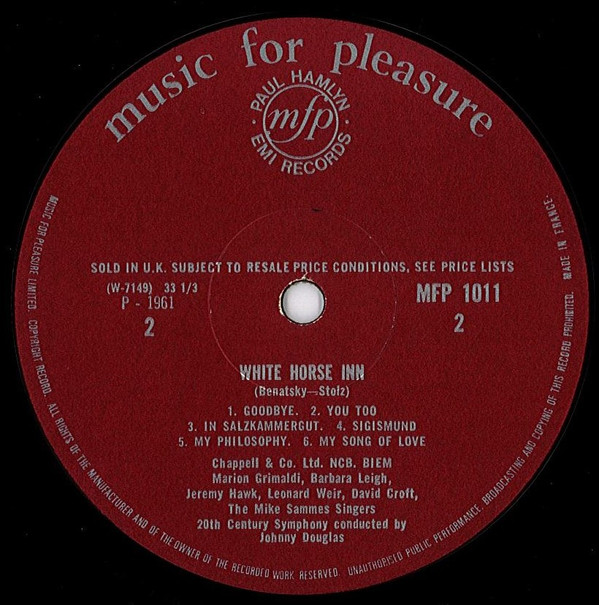 music for pleasure
PAUL HAMLYN
mfp
EMI RECORDS
SOLD IN U.K. SUBJECT TO RESALE PRICE CONDITIONS, SEE PRICE LISTS
(W-7149) 33 1/3
P - 1961
2
MFP 1011
2
WHITE HORSE INN
(Benatsky—Stolz)
1. GOODBYE. 2. YOU TOO
3. IN SALZKAMMERGUT. 4. SIGISMUND
5. MY PHILOSOPHY. 6. MY SONG OF LOVE
Chappell & Co. Ltd. NCB. BIEM
Marion Grimaldi, Barbara Leigh,
Jeremy Hawk, Leonard Weir, David Croft,
The Mike Sammes Singers
20th Century Symphony conducted by
Johnny Douglas
MUSIC FOR PLEASURE LIMITED. COPYRIGHT RECORD. ALL RIGHTS OF THE MANUFACTURER AND OF THE OWNER OF THE RECORDED WORK RESERVED. UNAUTHORISED PUBLIC PERFORMANCE. BROADCASTING AND COPYING OF THIS RECORD PROHIBITED. MADE IN FRANCE.